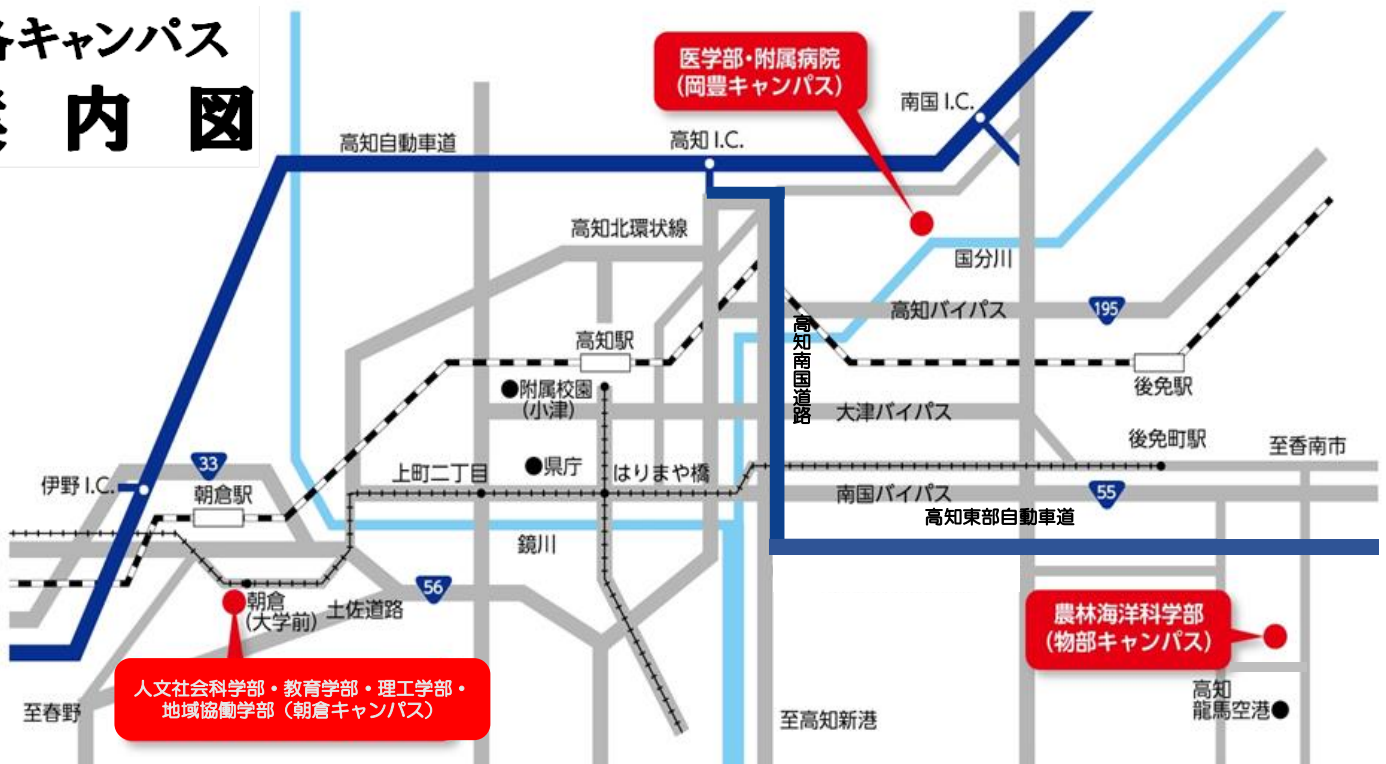 各キャンパス
案内図
医学部・附属病院
(岡豊キャンパス)
南国 I.C.
高知自動車道
高知 I.C.
高知北環状線
国分川
高知バイパス
195
高知駅
高知南国道路
後免駅
附属校園
(小津)
大津バイパス
後免町駅
至香南市
33
県庁
はりまや橋
上町二丁目
伊野 I.C.
朝倉駅
南国バイパス
55
高知東部自動車道
鏡川
56
朝倉
(大学前)
土佐道路
農林海洋科学部
(物部キャンパス)
人文社会科学部・教育学部・理工学部・
地域協働学部(朝倉キャンパス)
至春野
至高知新港
高知
龍馬空港